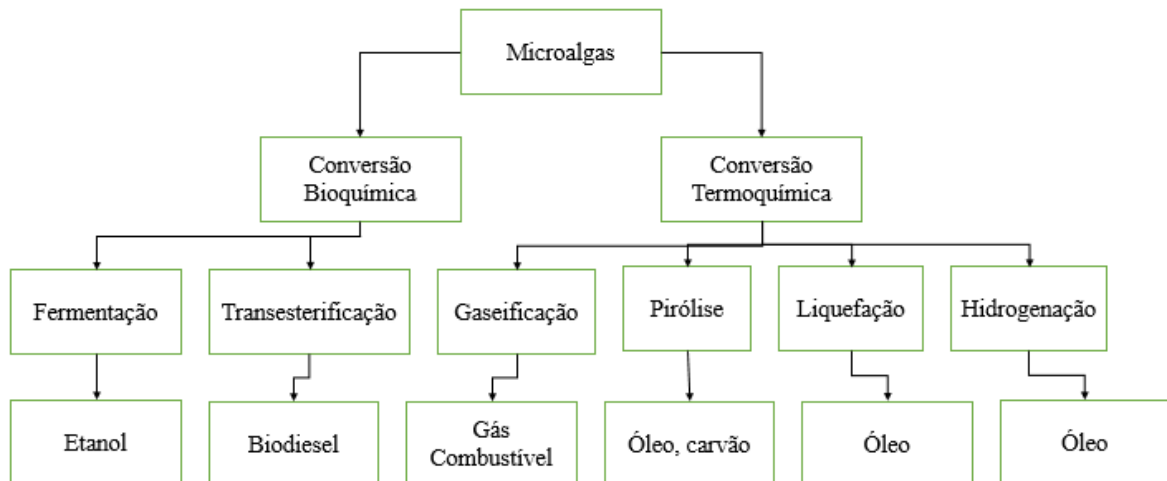 Microalgas
Conversão
Bioquímica
Conversão
Termoquímica
Fermentação
Transesterificação
Gaseificação
Pirólise
Liquefação
Hidrogenação
Etanol
Biodiesel
Gás
Combustível
Óleo, carvão
Óleo
Óleo